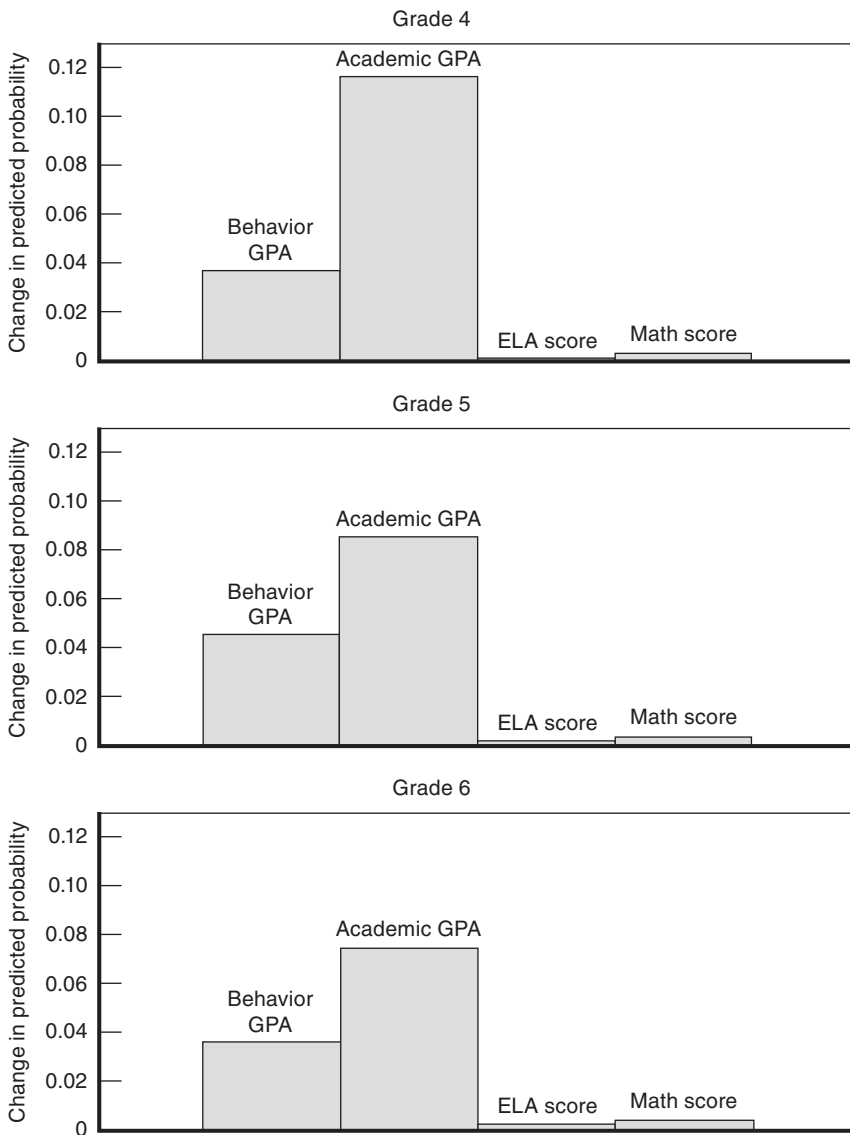 Grade 4
Change in predicted probability
0.12
0.10
0.08
0.06
0.04
0.02
0
Behavior
GPA
Academic GPA
ELA score
Math score
Grade 5
Change in predicted probability
0.12
0.10
0.08
0.06
0.04
0.02
0
Behavior
GPA
Academic GPA
ELA score
Math score
Grade 6
Change in predicted probability
0.12
0.10
0.08
0.06
0.04
0.02
0
Behavior
GPA
Academic GPA
ELA score
Math score